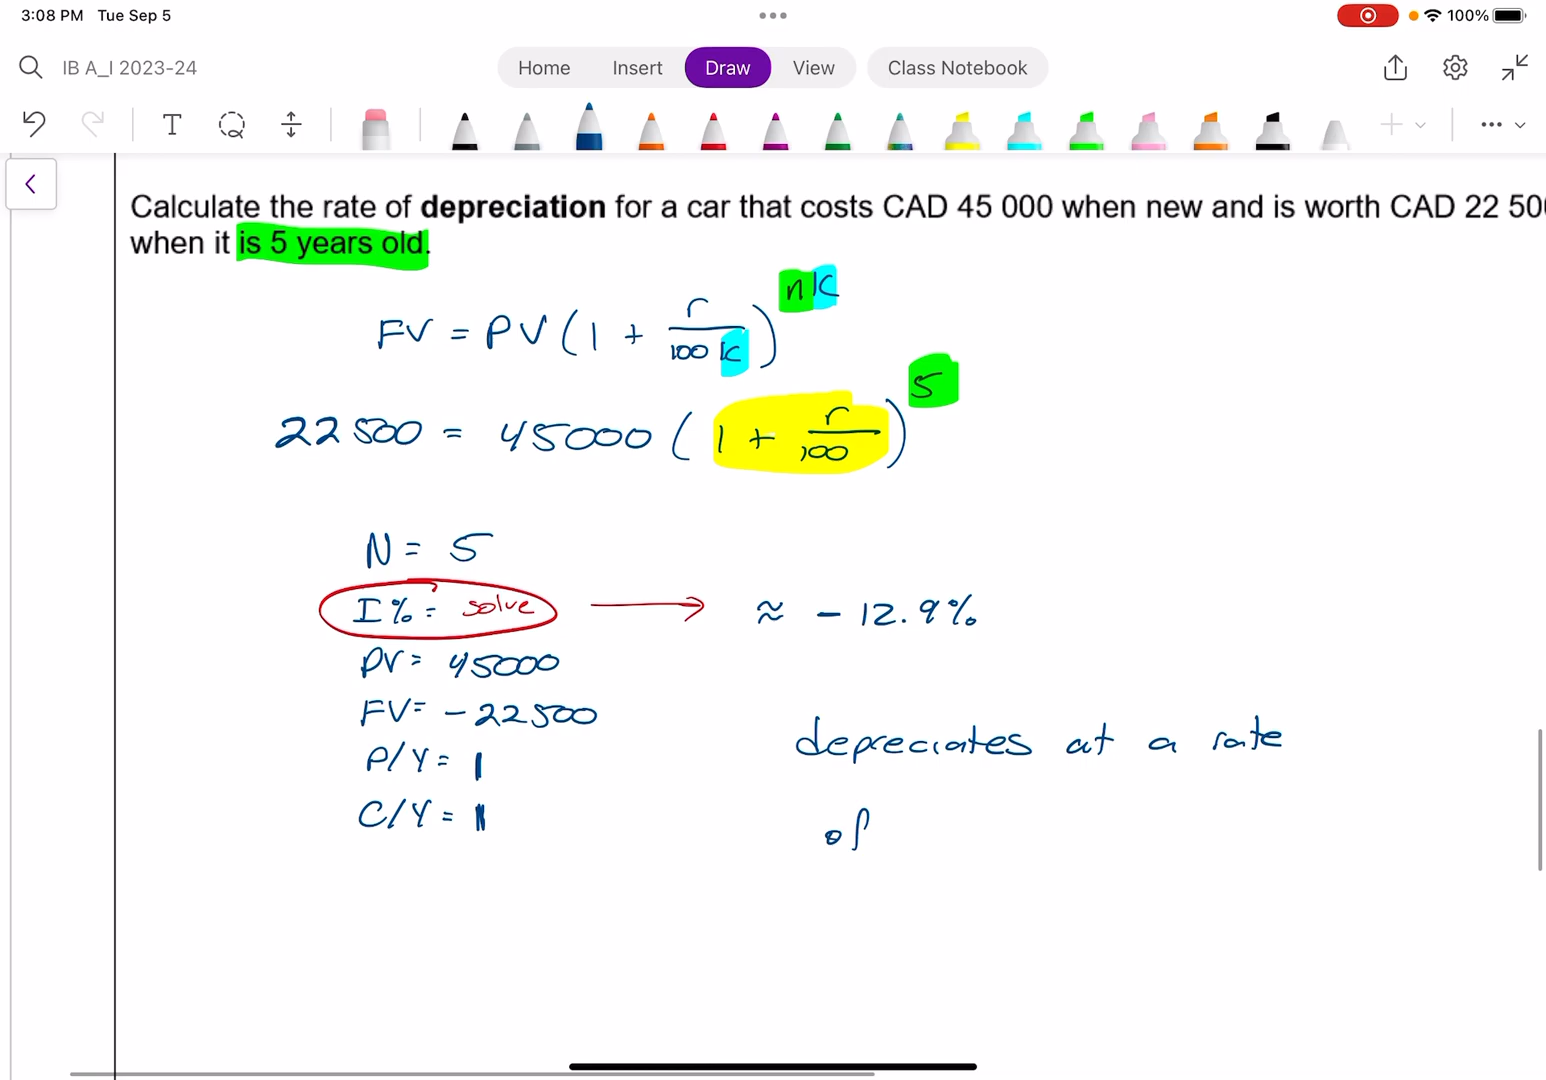 3:08 PM Tue Sep 5
100%
IB A_I 2023-24
Home Insert Draw View Class Notebook
T
Calculate the rate of depreciation for a car that costs CAD 45 000 when new and is worth CAD 22 50
when it is 5 years old.
FV = PV (1 + r/100k)^nk
22 500 = 45000 (1 + r/100)^5
N = 5
I% = solve → ≈ - 12.9%
PV = 45000
FV = - 22500
P/Y = 1
C/Y = 1
depreciates at a rate
of